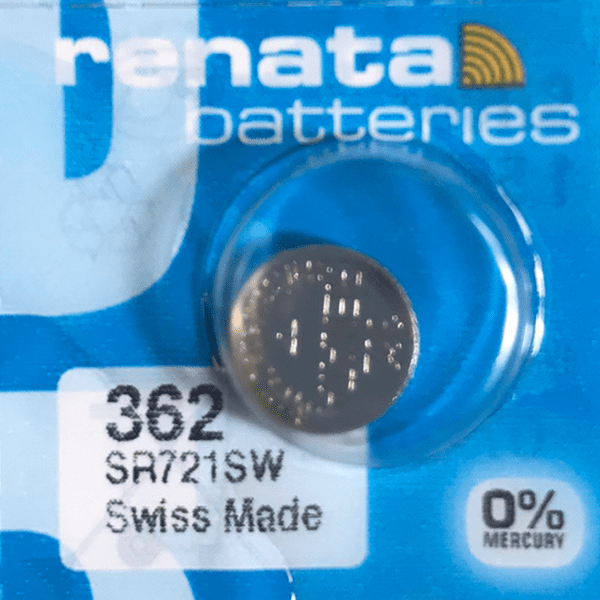 renata
batteries
362
SR721SW
Swiss Made
0%
MERCURY